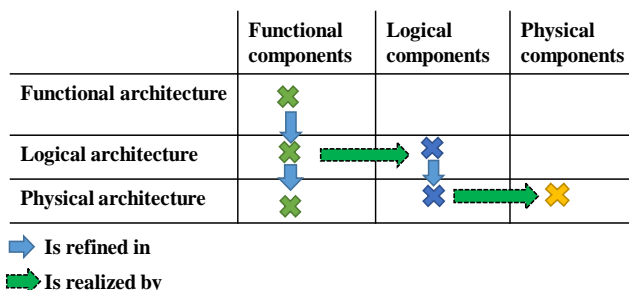 Functional components
Logical components
Physical components
Functional architecture
Logical architecture
Physical architecture
Is refined in
Is realized by